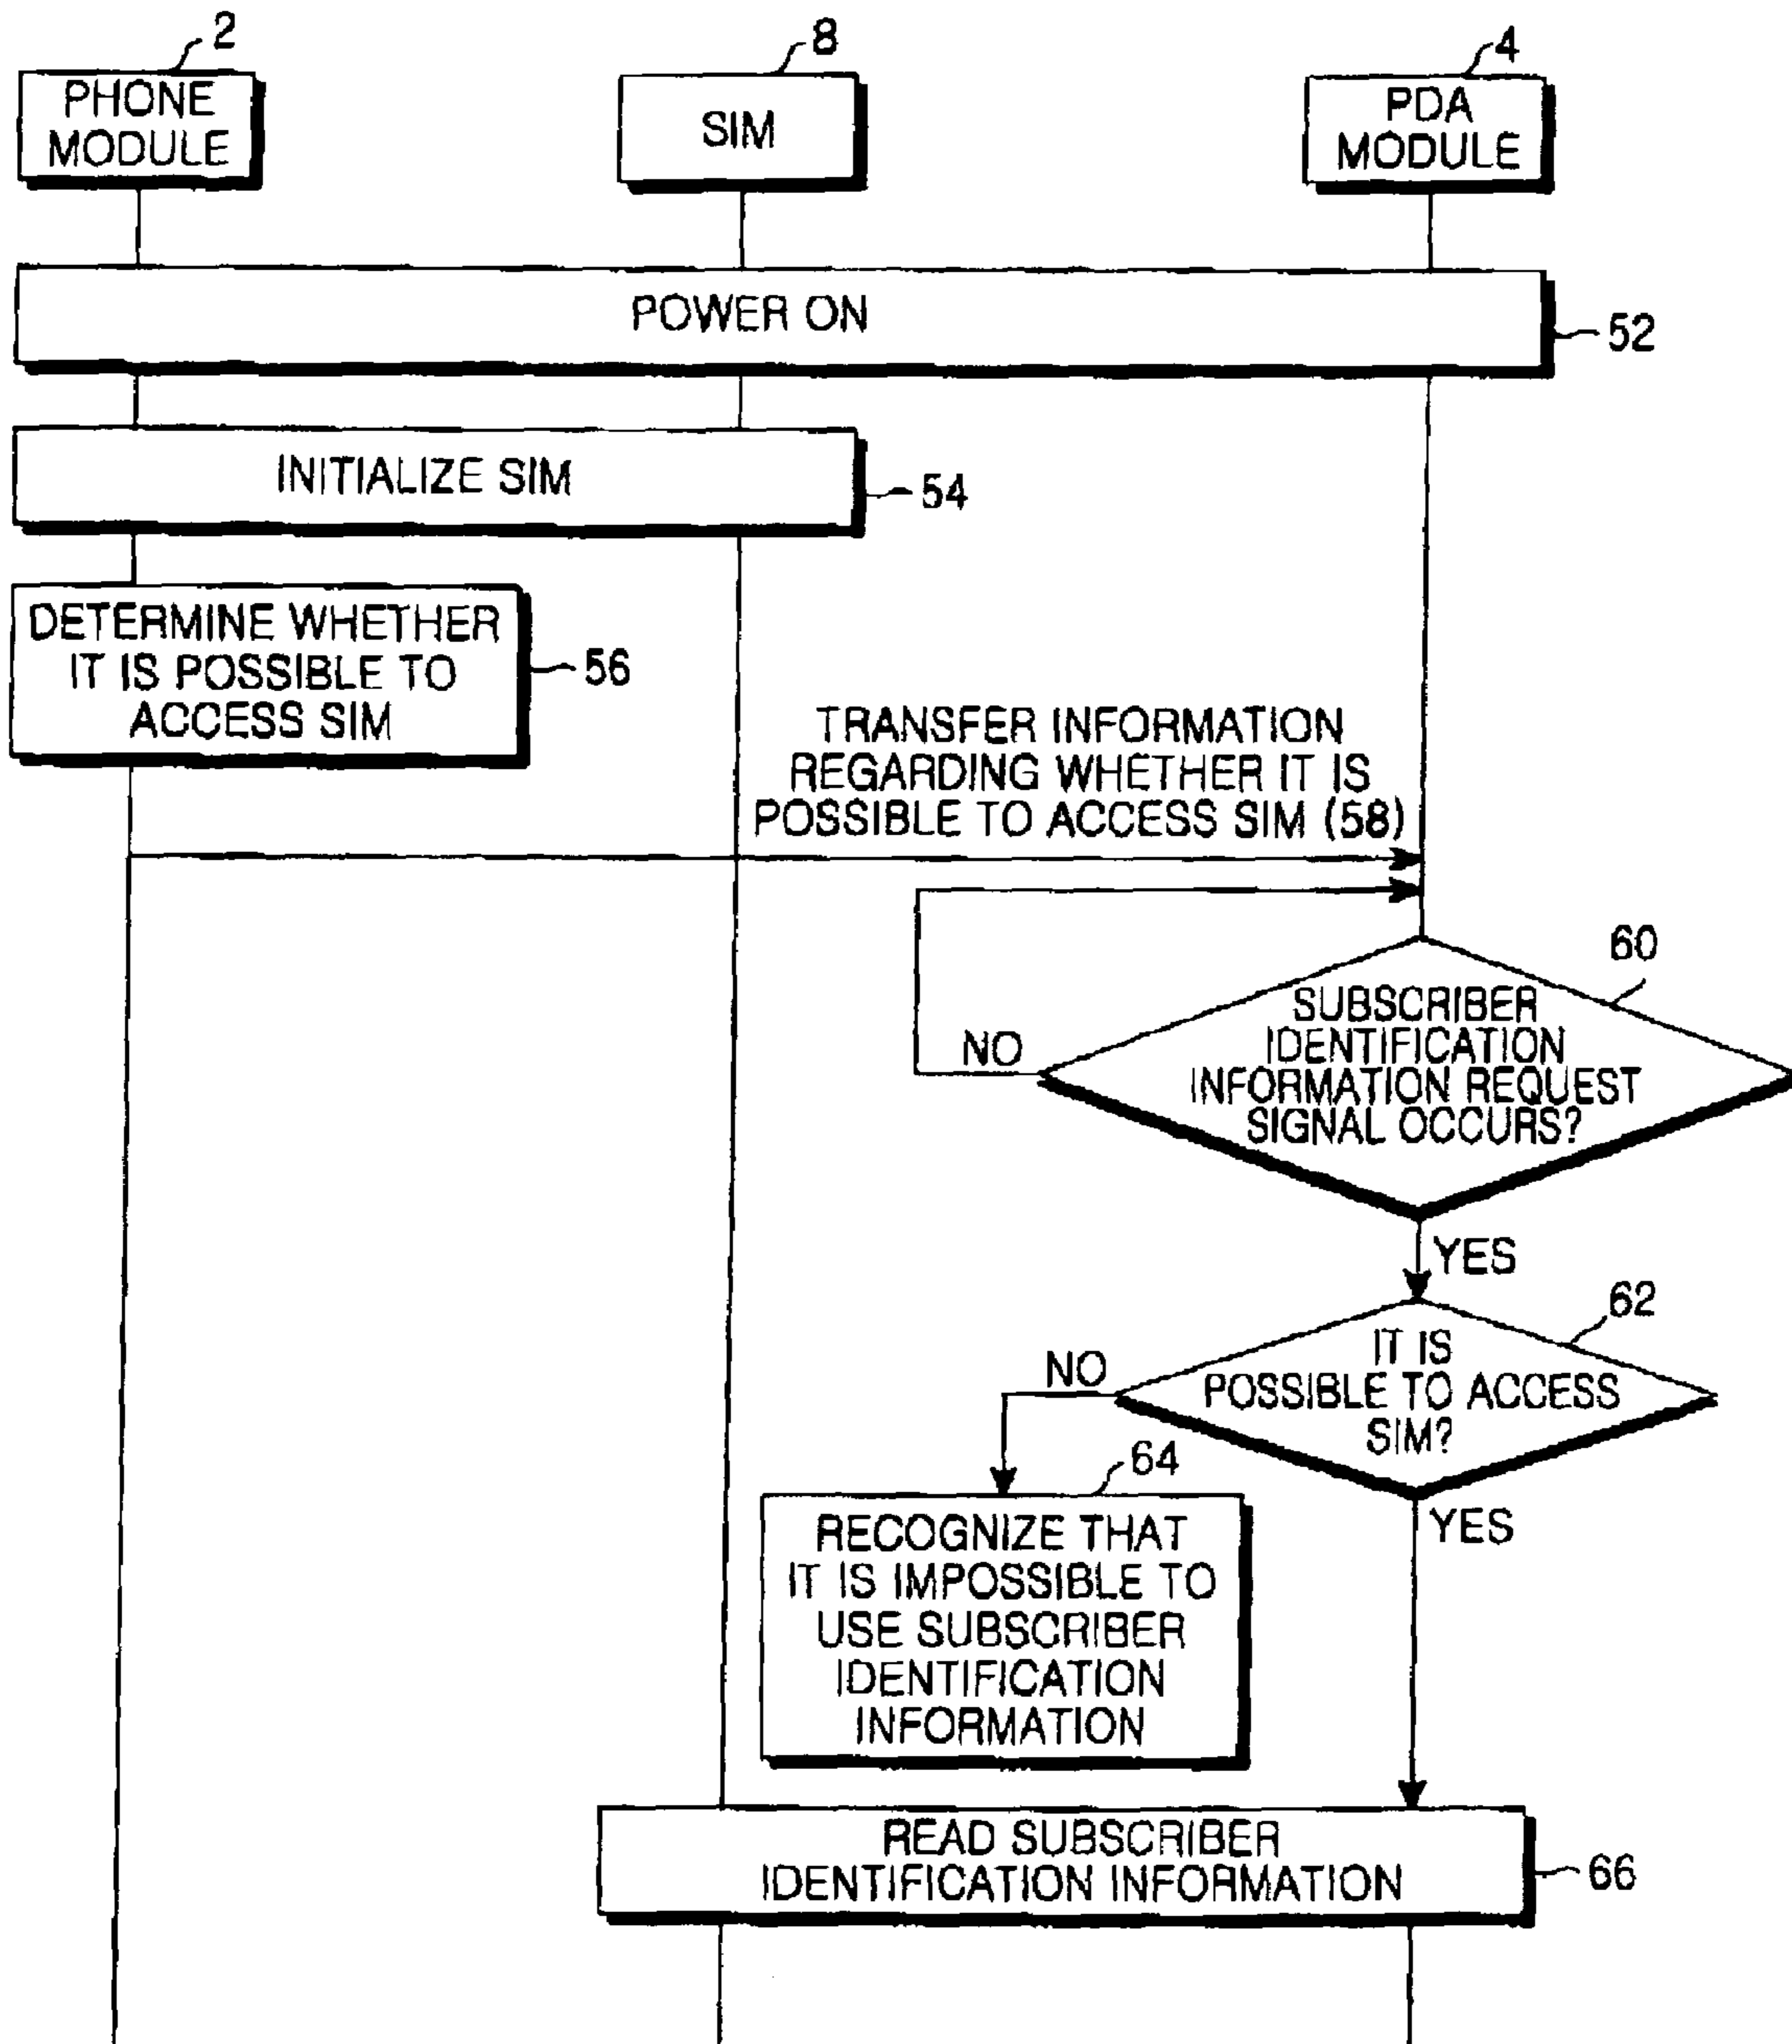 2
8
4
PHONE
MODULE
SIM
PDA
MODULE
POWER ON
52
INITIALIZE SIM
54
DETERMINE WHETHER
IT IS POSSIBLE TO
ACCESS SIM
56
TRANSFER INFORMATION
REGARDING WHETHER IT IS
POSSIBLE TO ACCESS SIM (58)
60
SUBSCRIBER
IDENTIFICATION
INFORMATION REQUEST
SIGNAL OCCURS?
NO
YES
62
IT IS
POSSIBLE TO ACCESS
SIM?
NO
YES
64
RECOGNIZE THAT
IT IS IMPOSSIBLE TO
USE SUBSCRIBER
IDENTIFICATION
INFORMATION
READ SUBSCRIBER
IDENTIFICATION INFORMATION
66